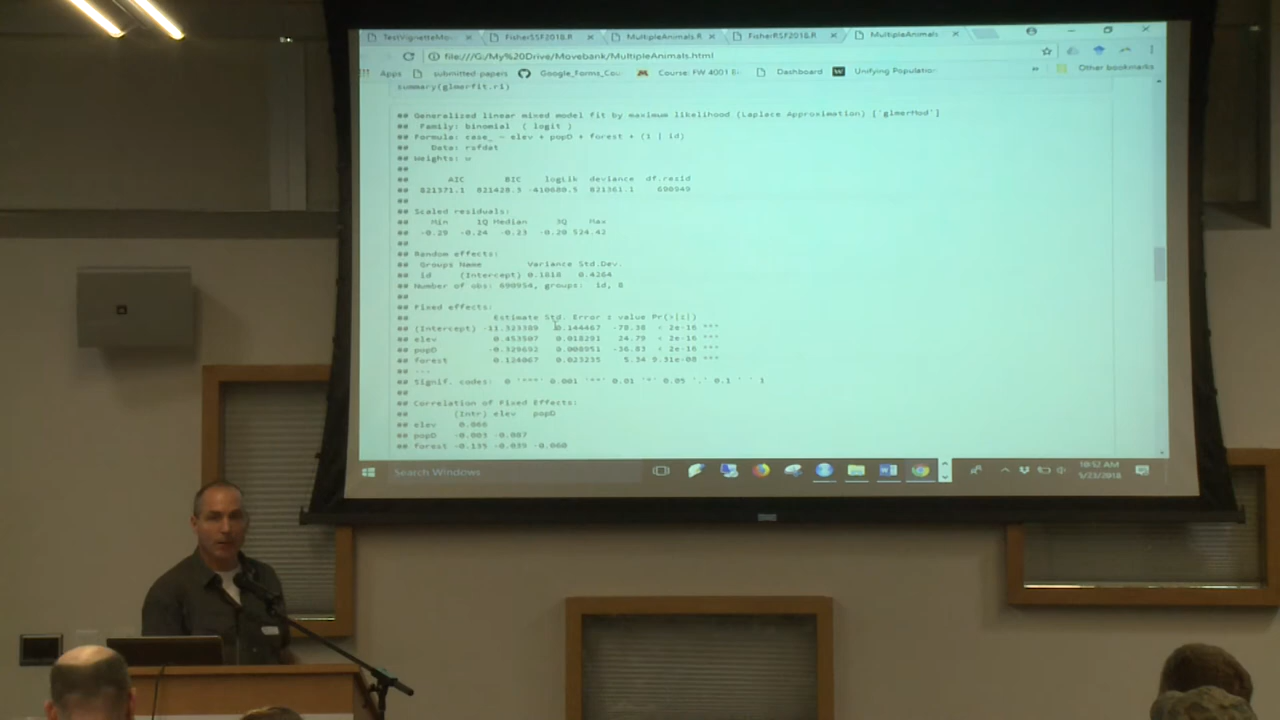 TestVignetteMov FisherSSF2018.R MultipleAnimals.R FisherRSF2018.R MultipleAnimals
file:///G:/My%20Drive/Movebank/MultipleAnimals.html
Apps submitted papers Google_Forms_Cou Course: FW 4001 Dashboard Unifying Population Other bookmarks
summary(glmerfit.ri)
## Generalized linear mixed model fit by maximum likelihood (Laplace Approximation) ['glmerMod']
## Family: binomial ( logit )
## Formula: case_ ~ elev + popD + forest + (1 | id)
## Data: rsfdat
## Weights: w
##
## AIC BIC logLik deviance df.resid
## 821371.1 821428.3 -410680.5 821361.1 690949
##
## Scaled residuals:
## Min 1Q Median 3Q Max
## -0.29 -0.24 -0.23 -0.20 524.42
##
## Random effects:
## Groups Name Variance Std.Dev.
## id (Intercept) 0.1818 0.4264
## Number of obs: 690954, groups: id, 8
##
## Fixed effects:
## Estimate Std. Error z value Pr(>|z|)
## (Intercept) -11.323389 0.144467 -78.38 < 2e-16 ***
## elev 0.453507 0.018291 24.79 < 2e-16 ***
## popD -0.329692 0.008951 -36.83 < 2e-16 ***
## forest 0.124067 0.023235 5.34 9.31e-08 ***
## ---
## Signif. codes: 0 '***' 0.001 '**' 0.01 '*' 0.05 '.' 0.1 ' ' 1
##
## Correlation of Fixed Effects:
## (Intr) elev popD
## elev 0.066
## popD -0.003 -0.087
## forest -0.135 -0.039 -0.060
Search Windows
10:52 AM
5/23/2018